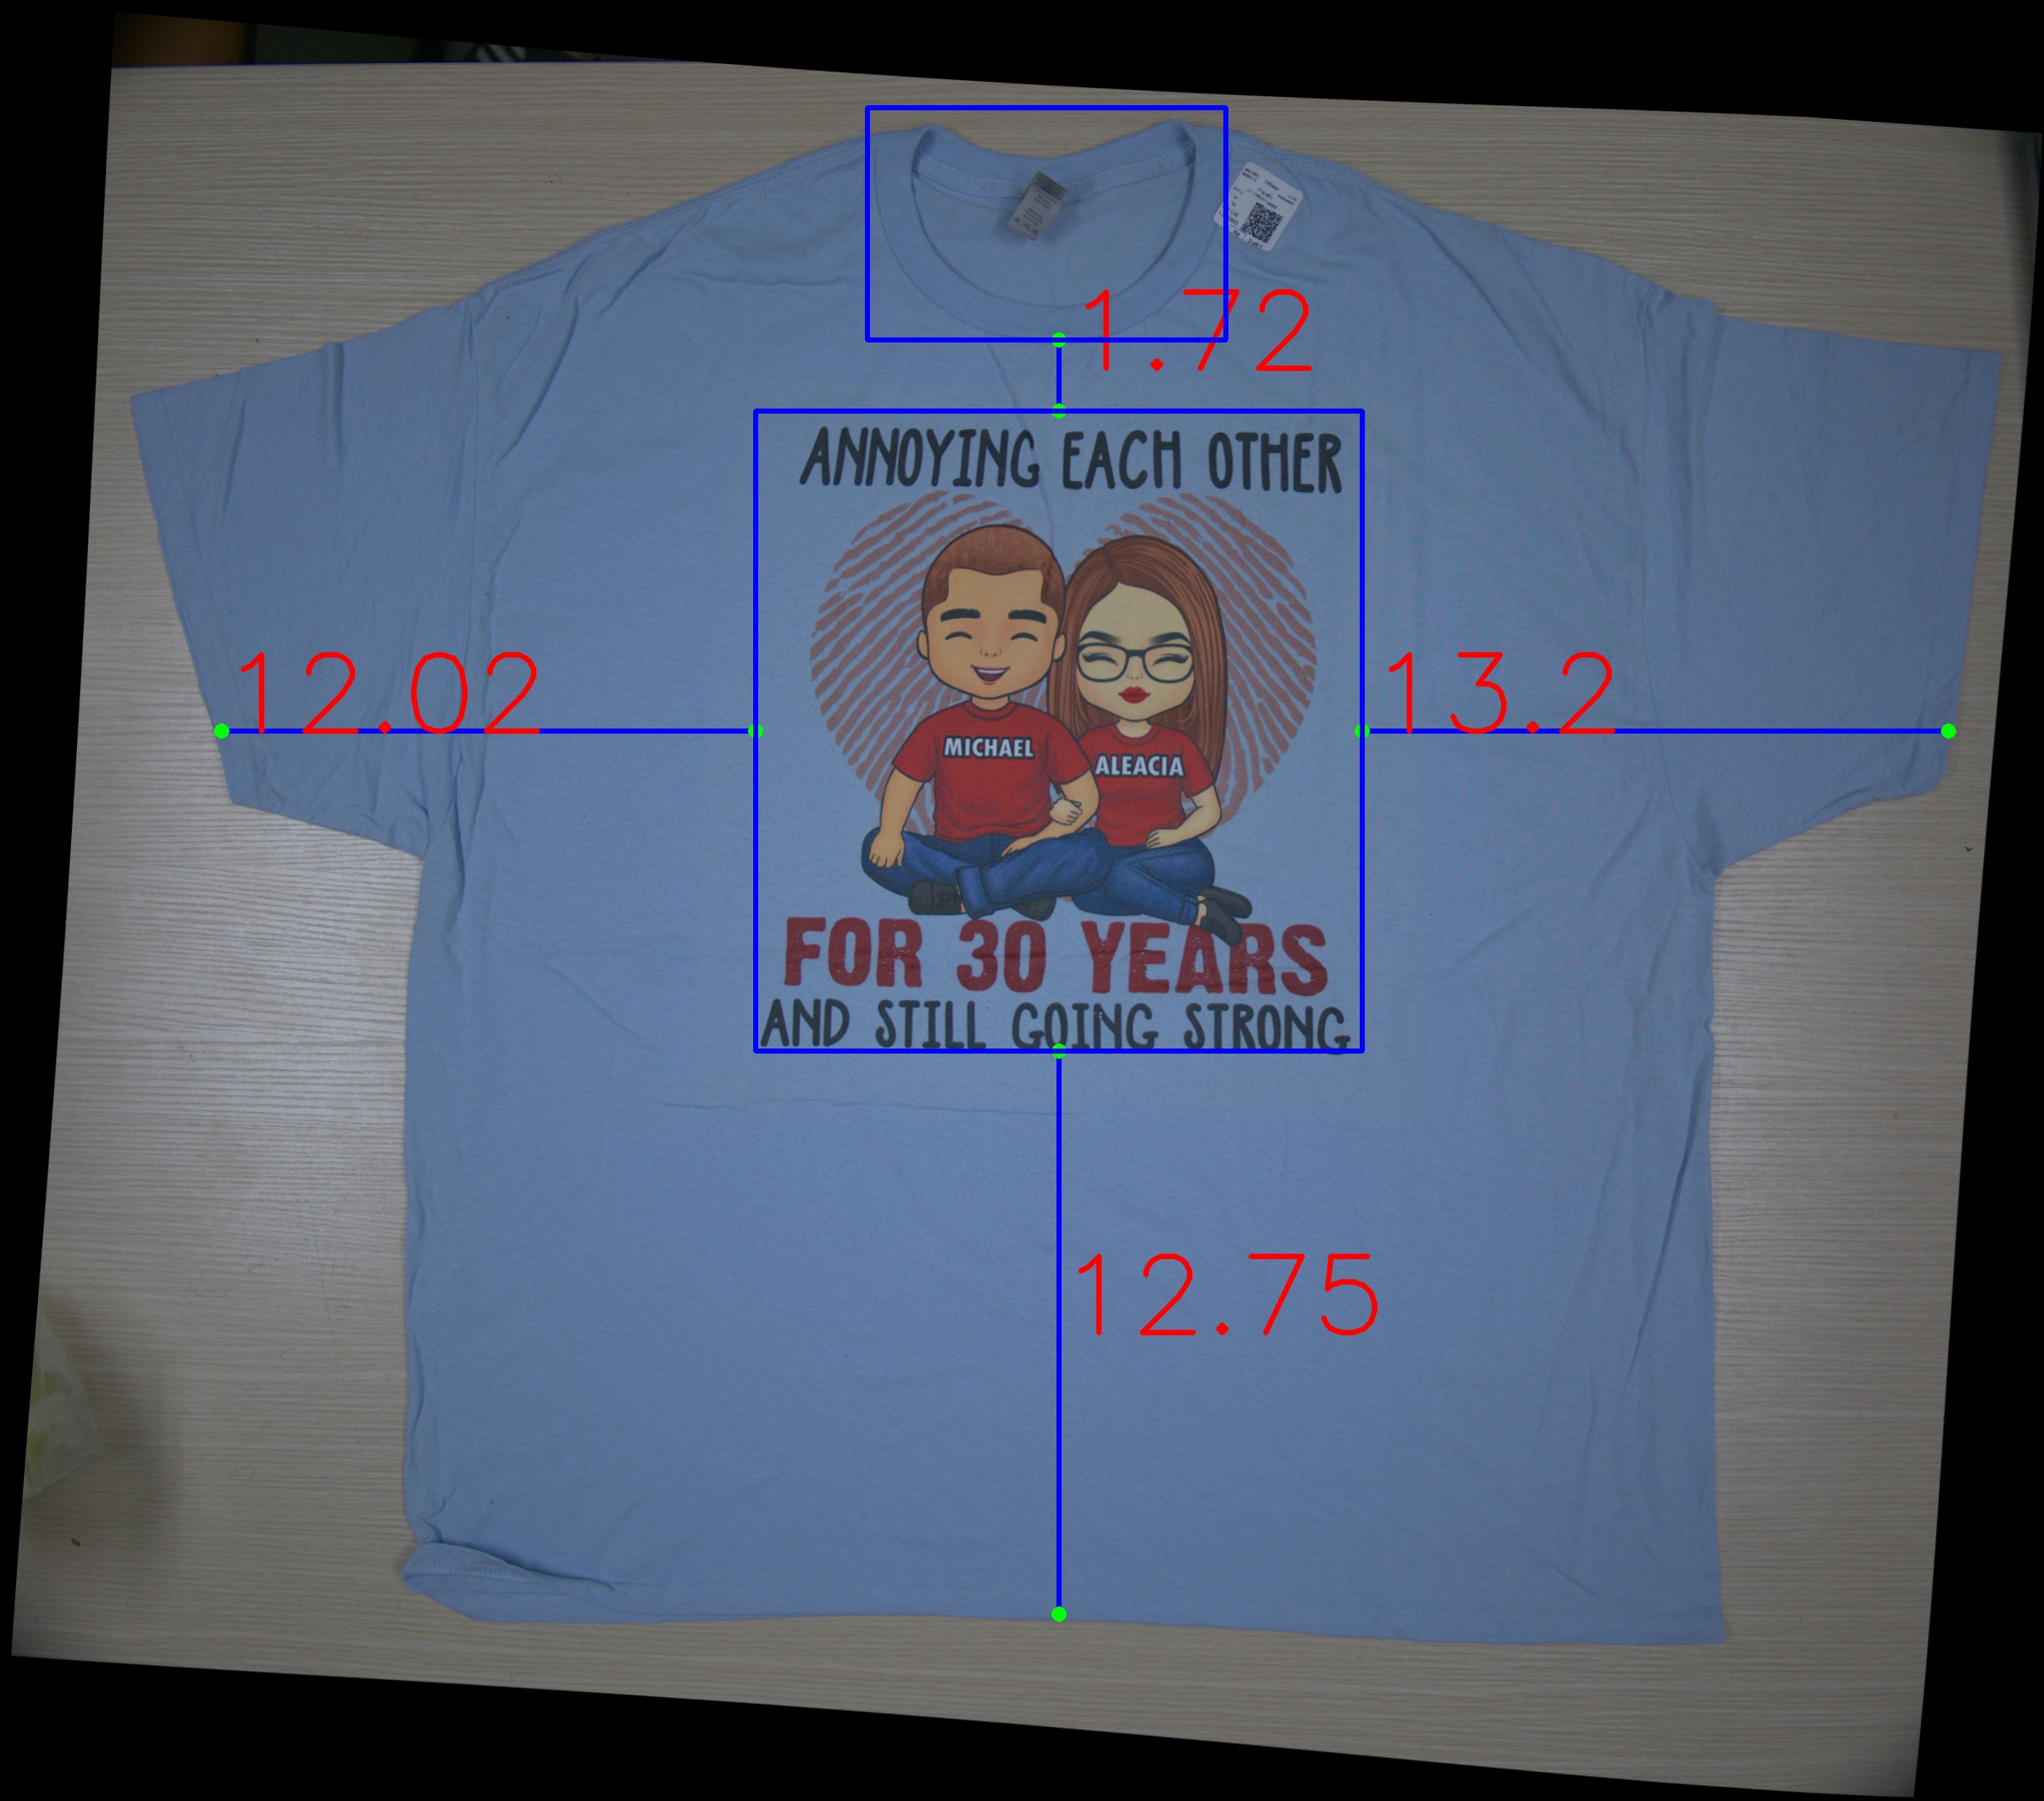 1.72
ANNOYING EACH OTHER
12.02
13.2
MICHAEL
ALEACIA
FOR 30 YEARS
AND STILL GOING STRONG
12.75